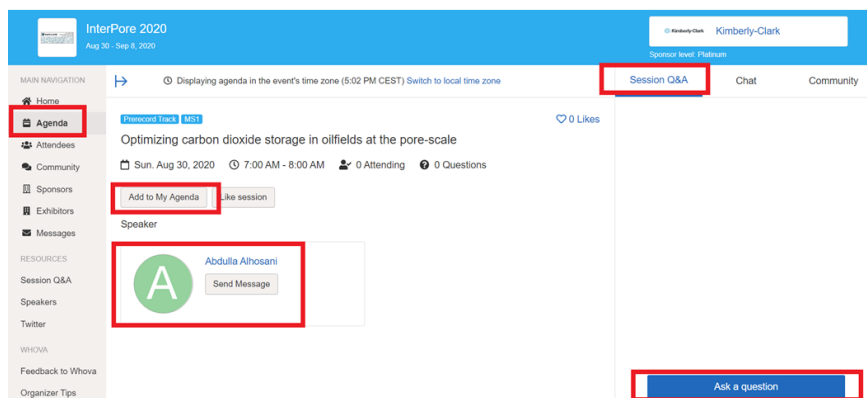 InterPore 2020
Aug 30 - Sep 8, 2020
Kimberly-Clark
Kimberly-Clark
Sponsor level: Platinum
MAIN NAVIGATION
Home
Agenda
Attendees
Community
Sponsors
Exhibitors
Messages
RESOURCES
Session Q&A
Speakers
Twitter
WHOVA
Feedback to Whova
Organizer Tips
Displaying agenda in the event's time zone (5:02 PM CEST) Switch to local time zone
Prerecord Track MS1
0 Likes
Optimizing carbon dioxide storage in oilfields at the pore-scale
Sun. Aug 30, 2020 7:00 AM - 8:00 AM 0 Attending 0 Questions
Add to My Agenda Like session
Speaker
A
Abdulla Alhosani
Send Message
Session Q&A Chat Community
Ask a question